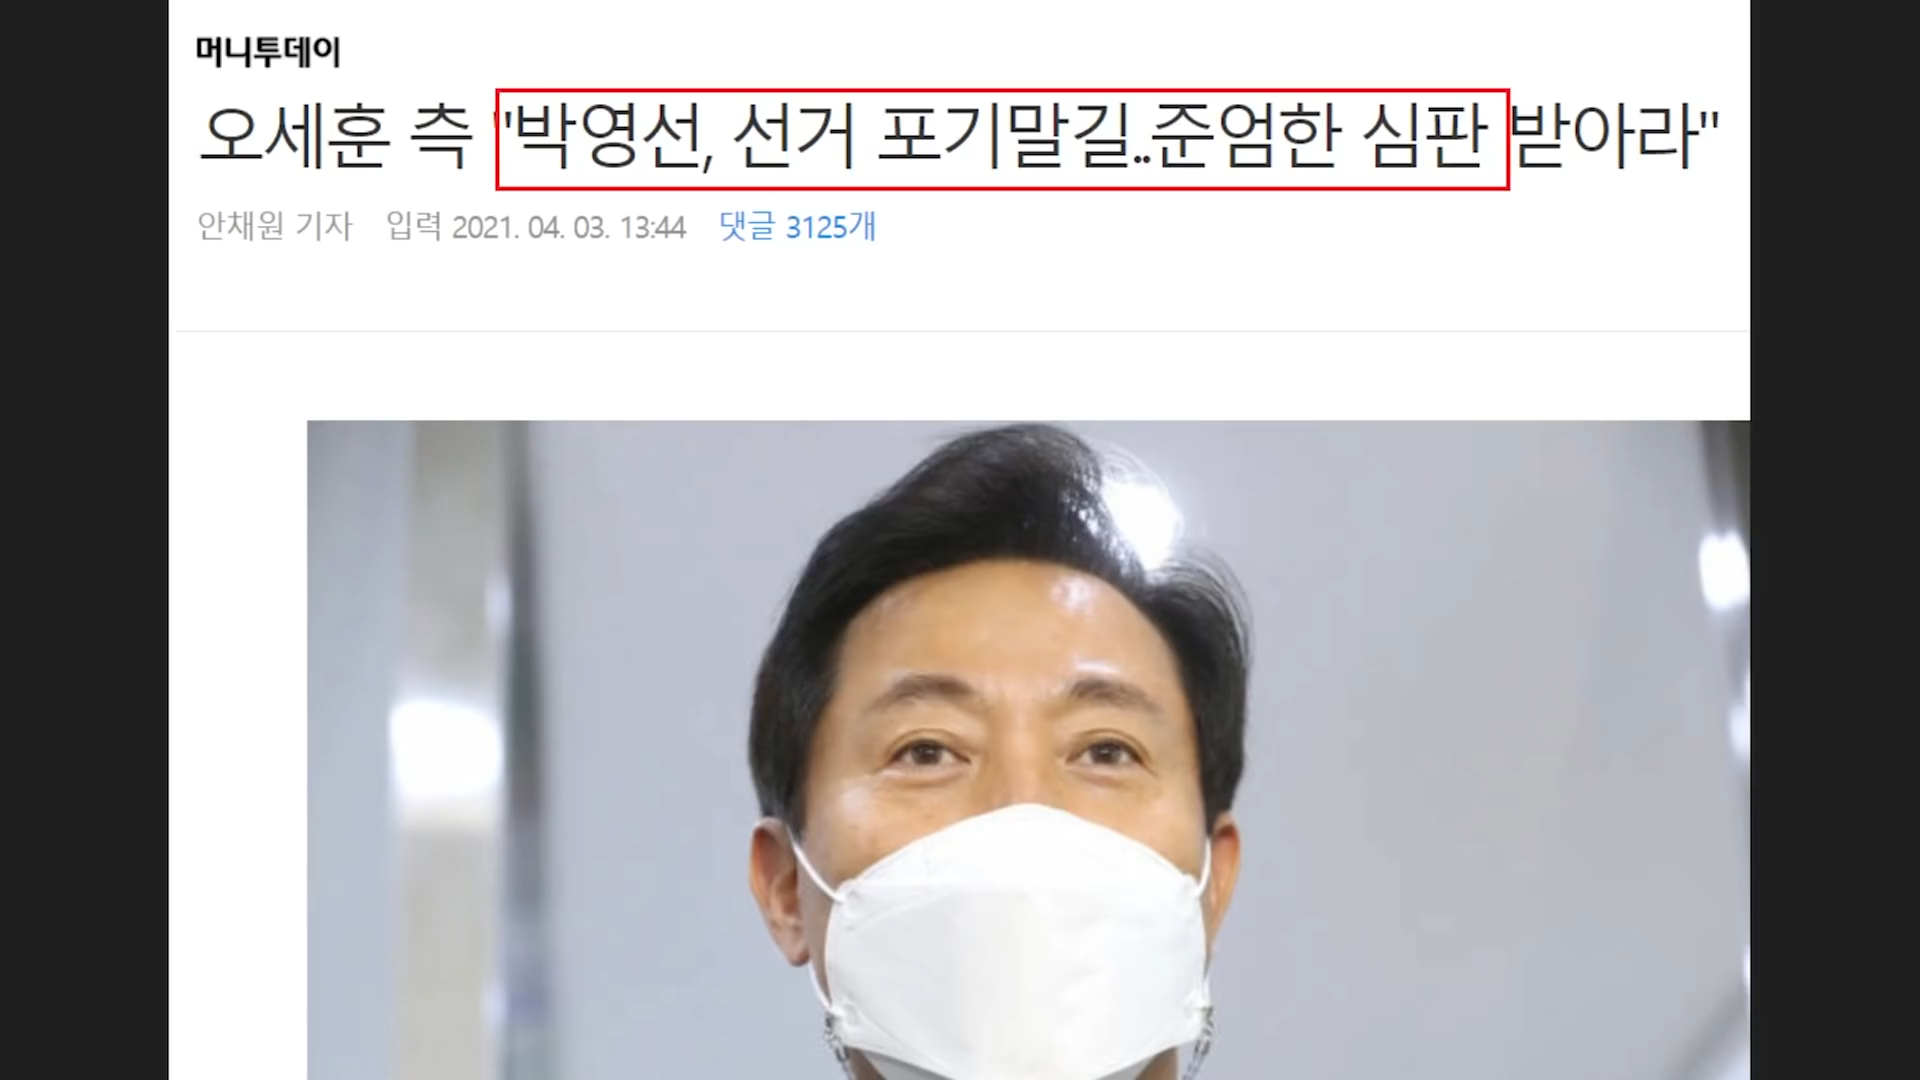 머니투데이
오세훈 측 "박영선, 선거 포기말길..준엄한 심판 받아라"
안채원 기자 입력 2021. 04. 03. 13:44 댓글 3125개